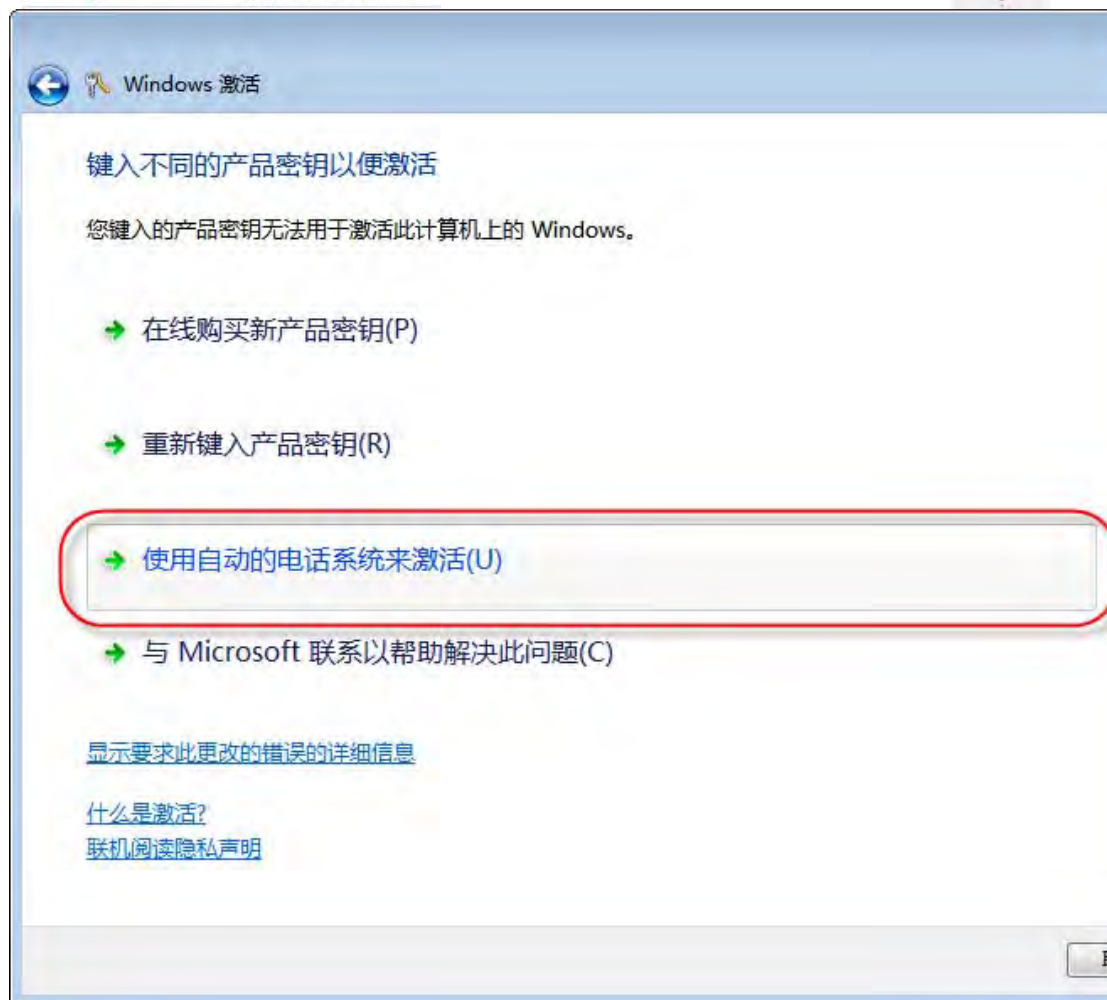 Windows 激活
键入不同的产品密钥以便激活
您键入的产品密钥无法用于激活此计算机上的 Windows。
在线购买新产品密钥(P)
重新键入产品密钥(R)
使用自动的电话系统来激活(U)
与 Microsoft 联系以帮助解决此问题(C)
显示要求此更改的错误的详细信息
什么是激活?
联机阅读隐私声明